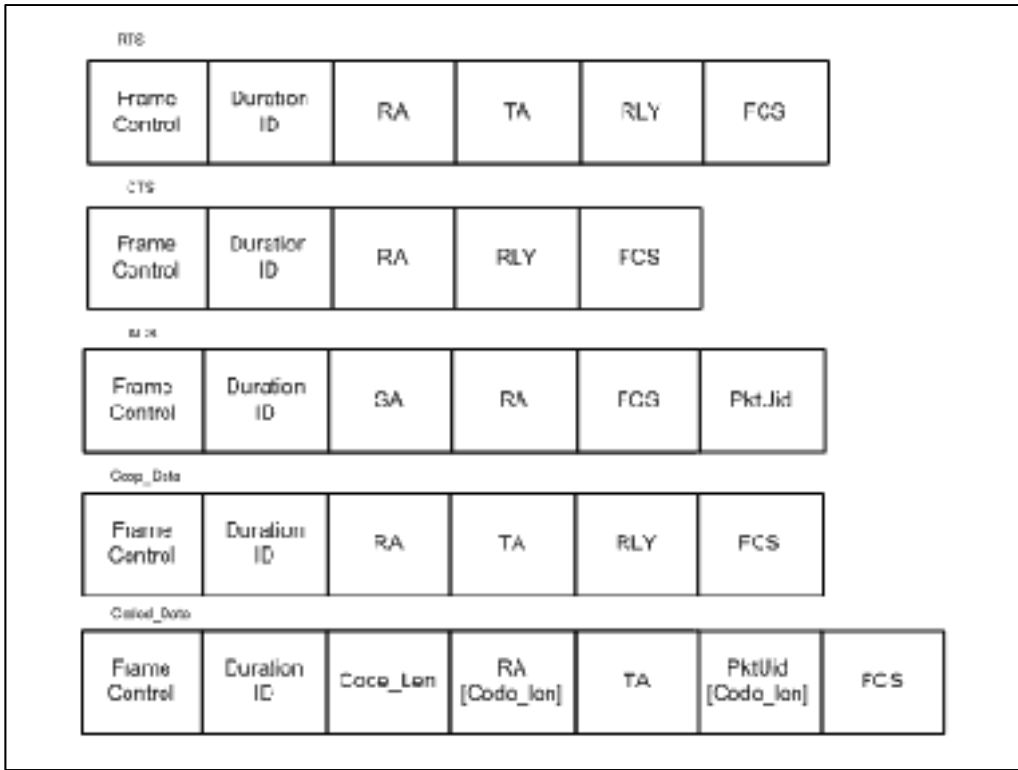 RTS
Frame
Control
Duration
ID
RA
TA
RLY
FCS
CTS
Frame
Control
Duration
ID
RA
RLY
FCS
Frame
Control
Duration
ID
SA
RA
FCS
PktUid
Coop_Data
Frame
Control
Duration
ID
RA
TA
RLY
FCS
Coded_Data
Frame
Control
Duration
ID
Code_Len
RA
[Code_len]
TA
PktUid
[Code_len]
FCS